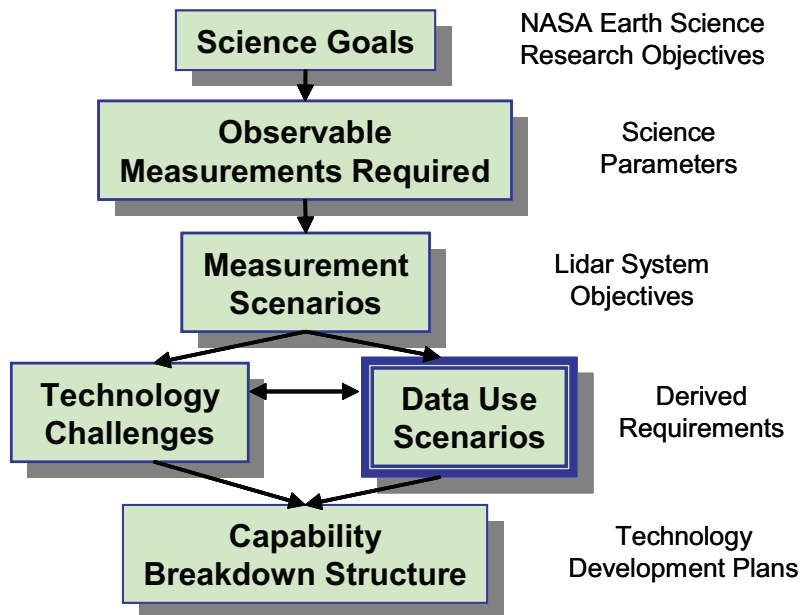 Science Goals
NASA Earth Science
Research Objectives
Observable
Measurements Required
Science
Parameters
Measurement
Scenarios
Lidar System
Objectives
Technology
Challenges
Data Use
Scenarios
Derived
Requirements
Capability
Breakdown Structure
Technology
Development Plans